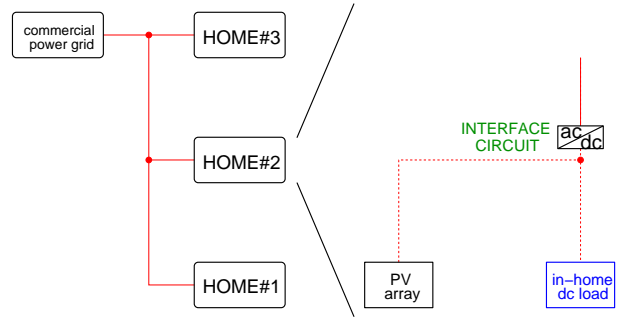 commercial
power grid
HOME#3
HOME#2
HOME#1
INTERFACE
CIRCUIT
ac
dc
PV
array
in−home
dc load